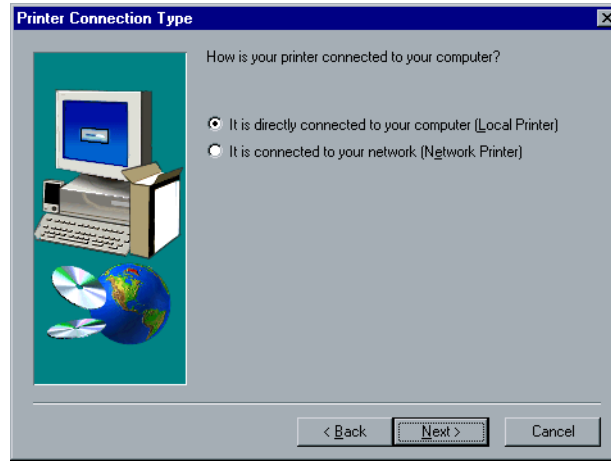 Printer Connection Type
How is your printer connected to your computer?
It is directly connected to your computer (Local Printer)
It is connected to your network (Network Printer)
< Back
Next >
Cancel